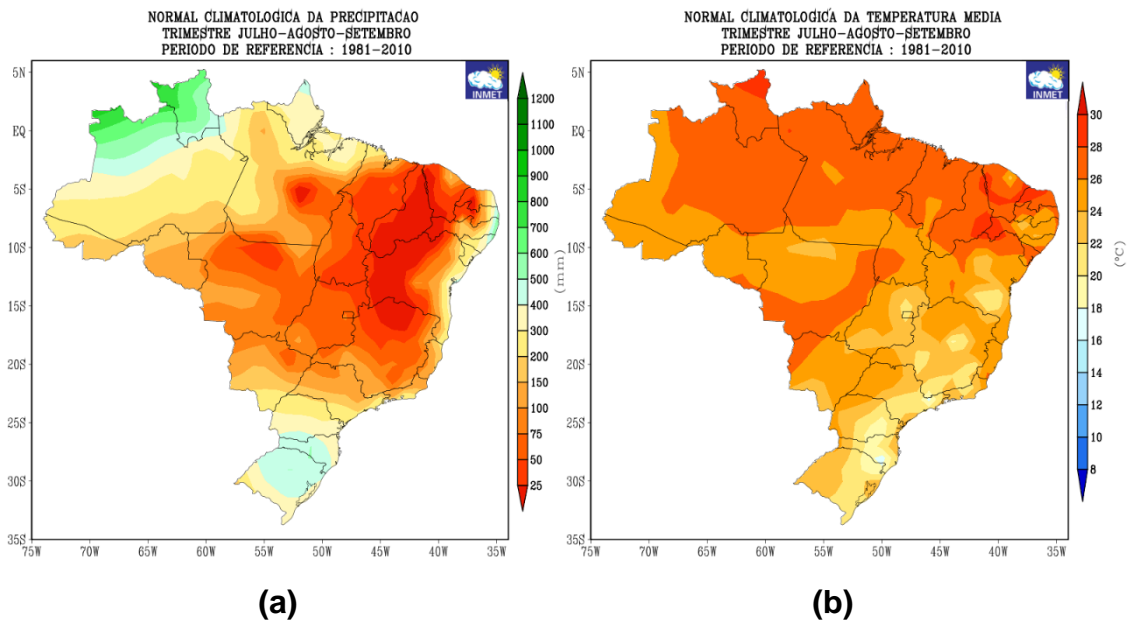 NORMAL CLIMATOLOGICA DA PRECIPITACAO
TRIMESTRE JULHO-AGOSTO-SETEMBRO
PERIODO DE REFERENCIA : 1981-2010
5N
EQ
5S
10S
15S
20S
25S
30S
35S
75W 70W 65W 60W 55W 50W 45W 40W 35W
INMET
1200
1100
1000
900
800
700
600
500
400
300
200
150
100
75
50
25
(mm)
(a)
NORMAL CLIMATOLOGICA DA TEMPERATURA MEDIA
TRIMESTRE JULHO-AGOSTO-SETEMBRO
PERIODO DE REFERENCIA : 1981-2010
5N
EQ
5S
10S
15S
20S
25S
30S
35S
75W 70W 65W 60W 55W 50W 45W 40W 35W
INMET
30
28
26
24
22
20
18
16
14
12
10
8
(°C)
(b)